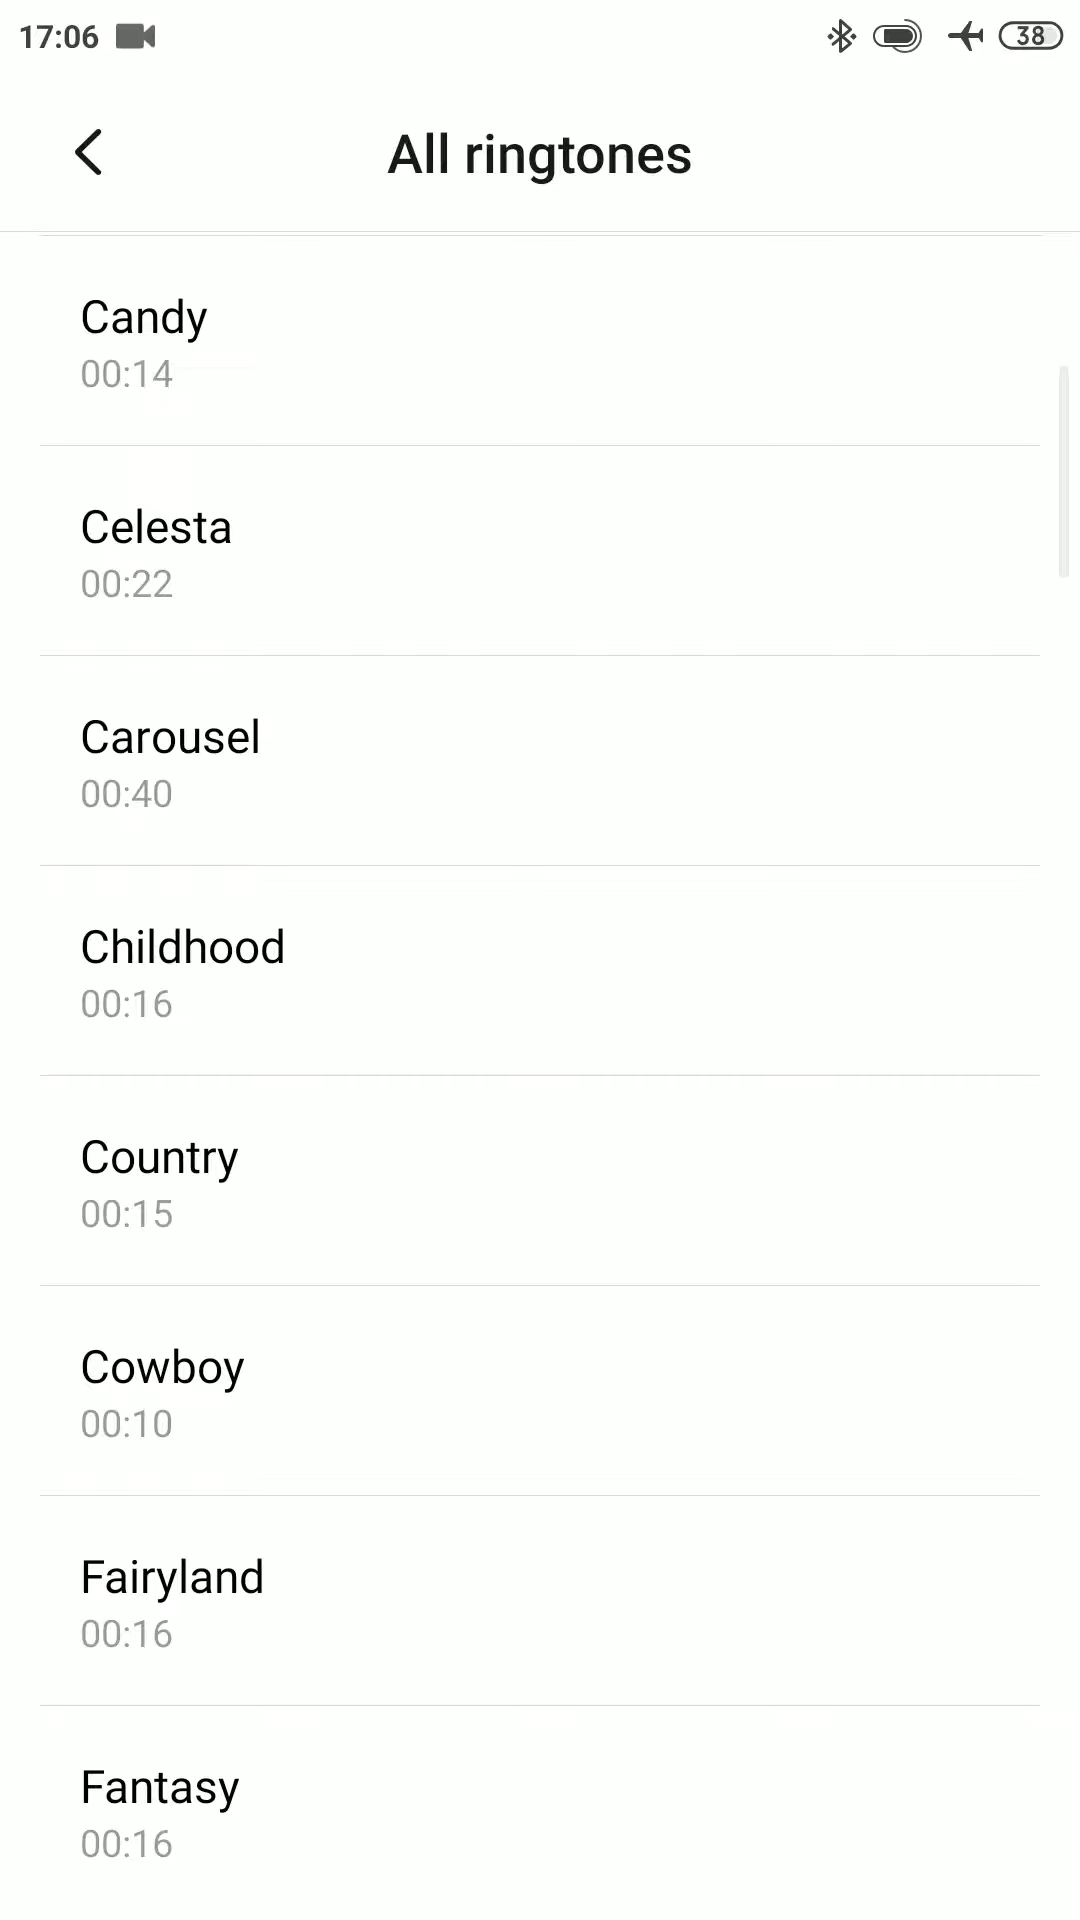 17:06
38
All ringtones
Candy
00:14
Celesta
00:22
Carousel
00:40
Childhood
00:16
Country
00:15
Cowboy
00:10
Fairyland
00:16
Fantasy
00:16